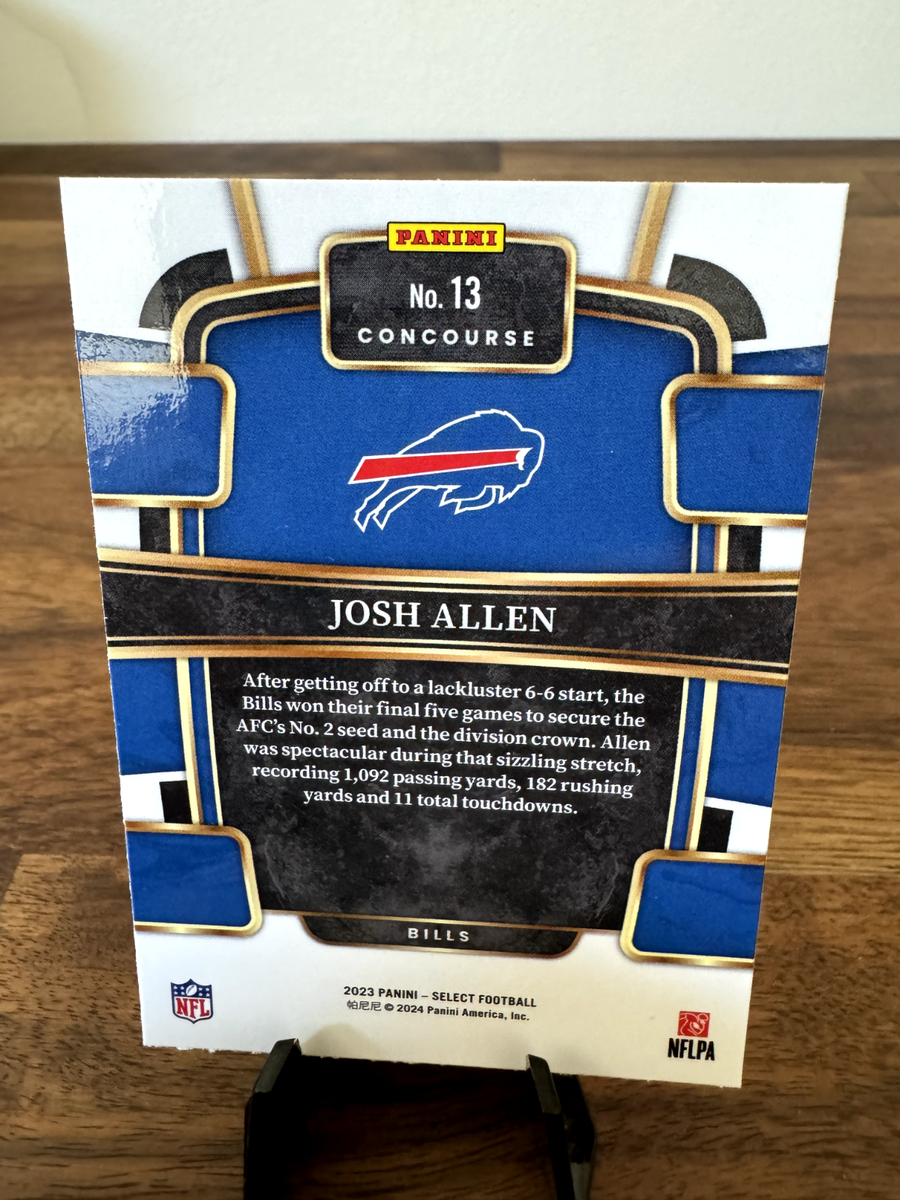 PANINI
No. 13
CONCOURSE
JOSH ALLEN
After getting off to a lackluster 6-6 start, the
Bills won their final five games to secure the
AFC's No. 2 seed and the division crown. Allen
was spectacular during that sizzling stretch,
recording 1,092 passing yards, 182 rushing
yards and 11 total touchdowns.
BILLS
NFL
2023 PANINI – SELECT FOOTBALL
帕尼尼 © 2024 Panini America, Inc.
NFLPA